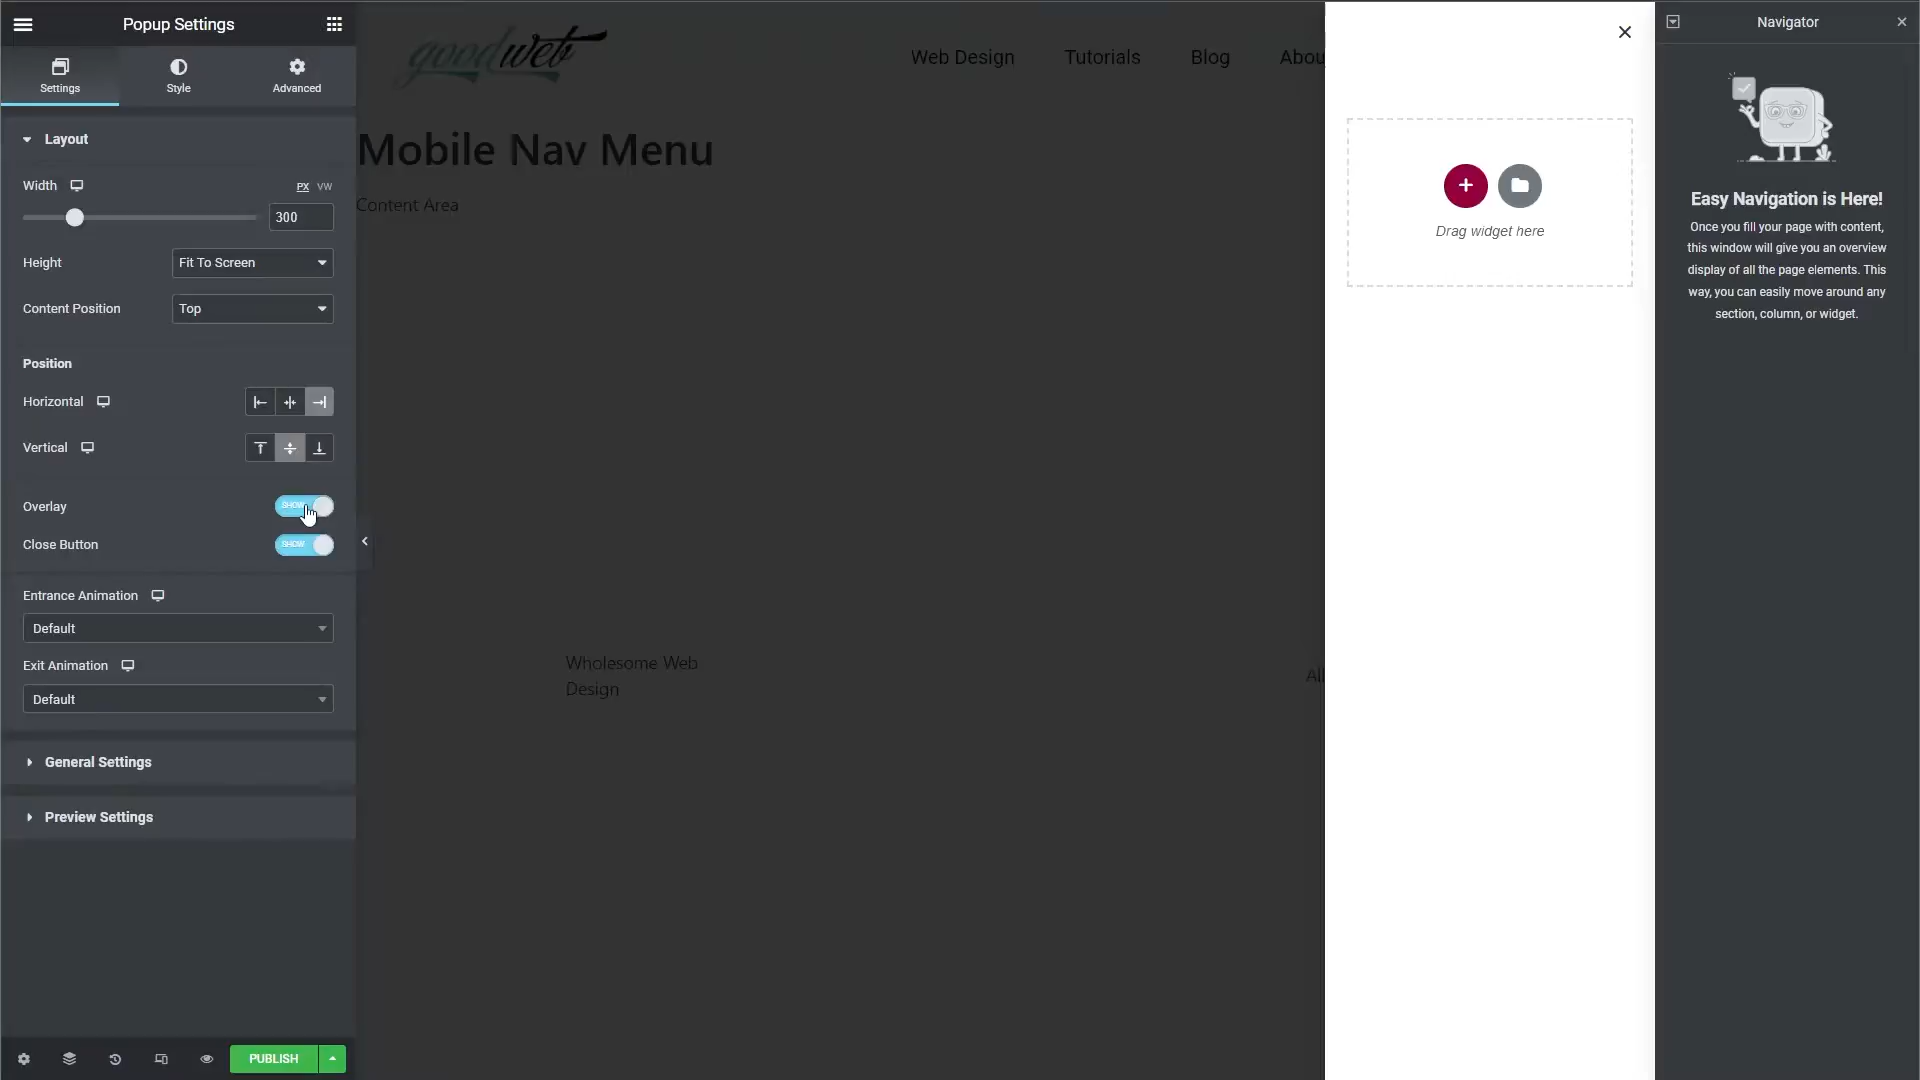 Popup Settings
Settings
Style
Advanced
Layout
Width
PX VW
300
Height
Fit To Screen
Content Position
Top
Position
Horizontal
Vertical
Overlay
SHOW
Close Button
SHOW
Entrance Animation
Default
Exit Animation
Default
General Settings
Preview Settings
PUBLISH
goodweb
Web Design
Tutorials
Blog
Abou
Mobile Nav Menu
Content Area
Wholesome Web
Design
All
Drag widget here
Navigator
Easy Navigation is Here!
Once you fill your page with content,
this window will give you an overview
display of all the page elements. This
way, you can easily move around any
section, column, or widget.